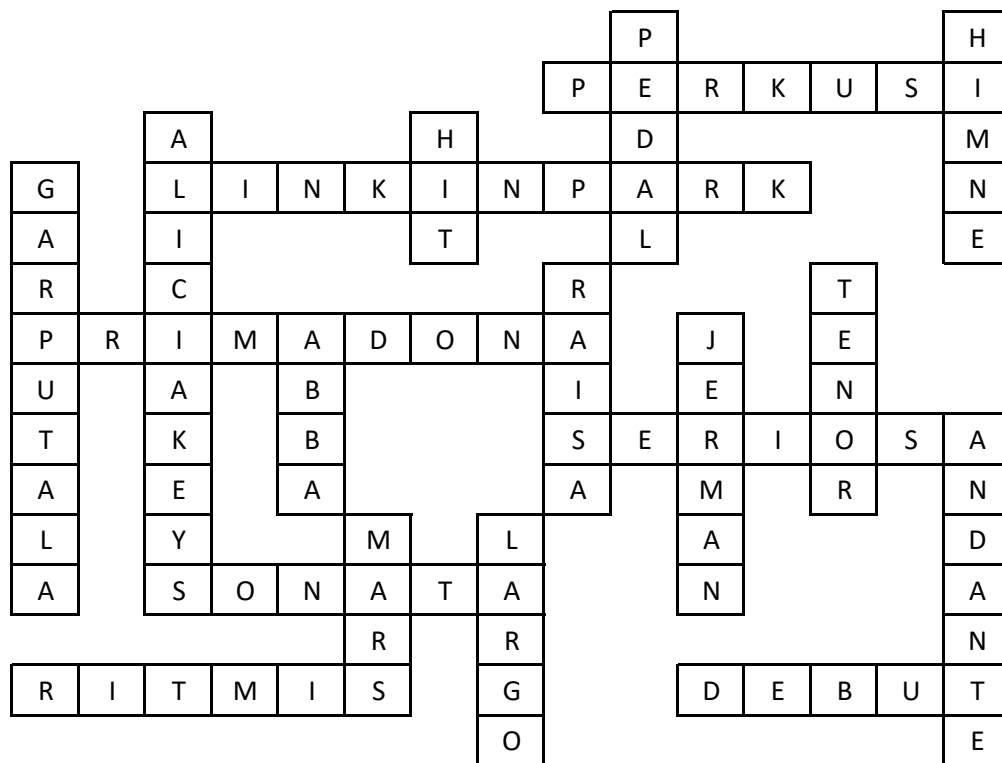 P H
P E R K U S I
A H D M
G L I N K I N P A R K N
A I T L E
R C R T
P R I M A D O N A J E
U A B I E N
T K B S E R I O S A
A E A A M R N
L Y M L A D
A S O N A T A N A
R R N
R I T M I S G D E B U T
O E